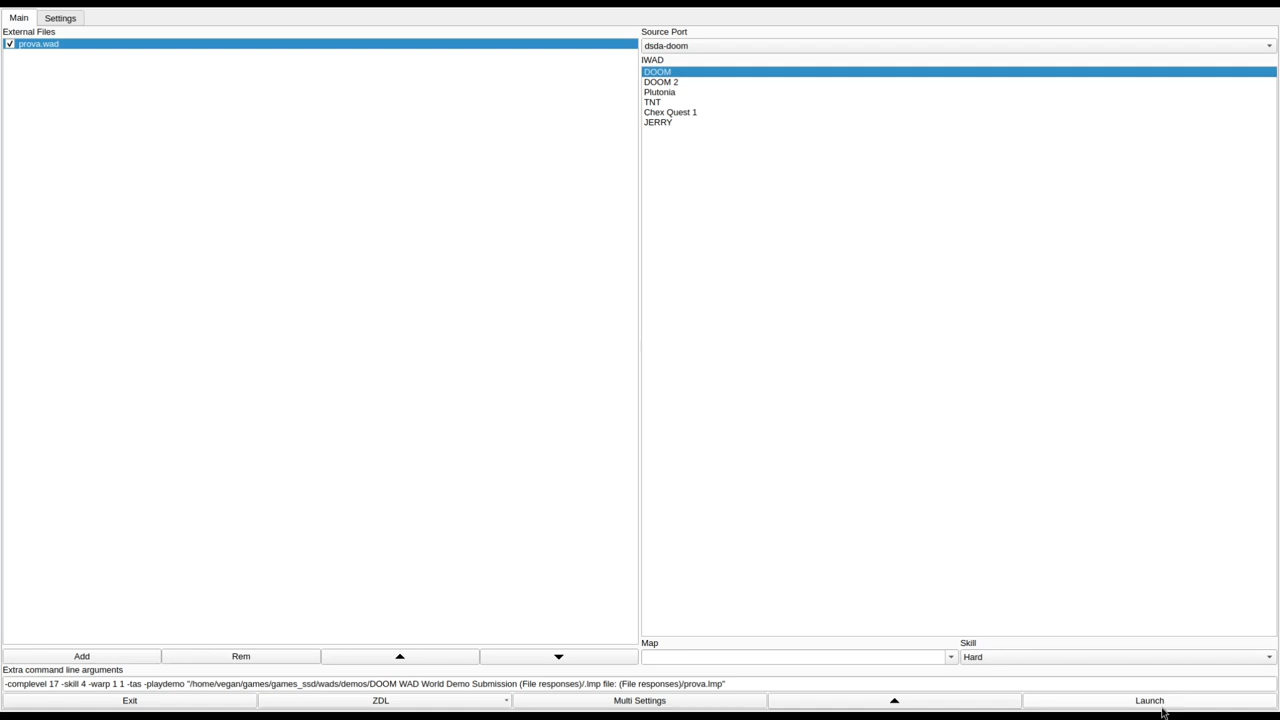 Main Settings
External Files
prova.wad
Source Port
dsda-doom
IWAD
DOOM
DOOM 2
Plutonia
TNT
Chex Quest 1
JERRY
Add Rem
Map Skill
Hard
Extra command line arguments
-complevel 17 -skill 4 -warp 1 1 -tas -playdemo "/home/vegan/games/games_ssd/wads/demos/DOOM WAD World Demo Submission (File responses)/.lmp file: (File responses)/prova.lmp"
Exit ZDL Multi Settings Launch